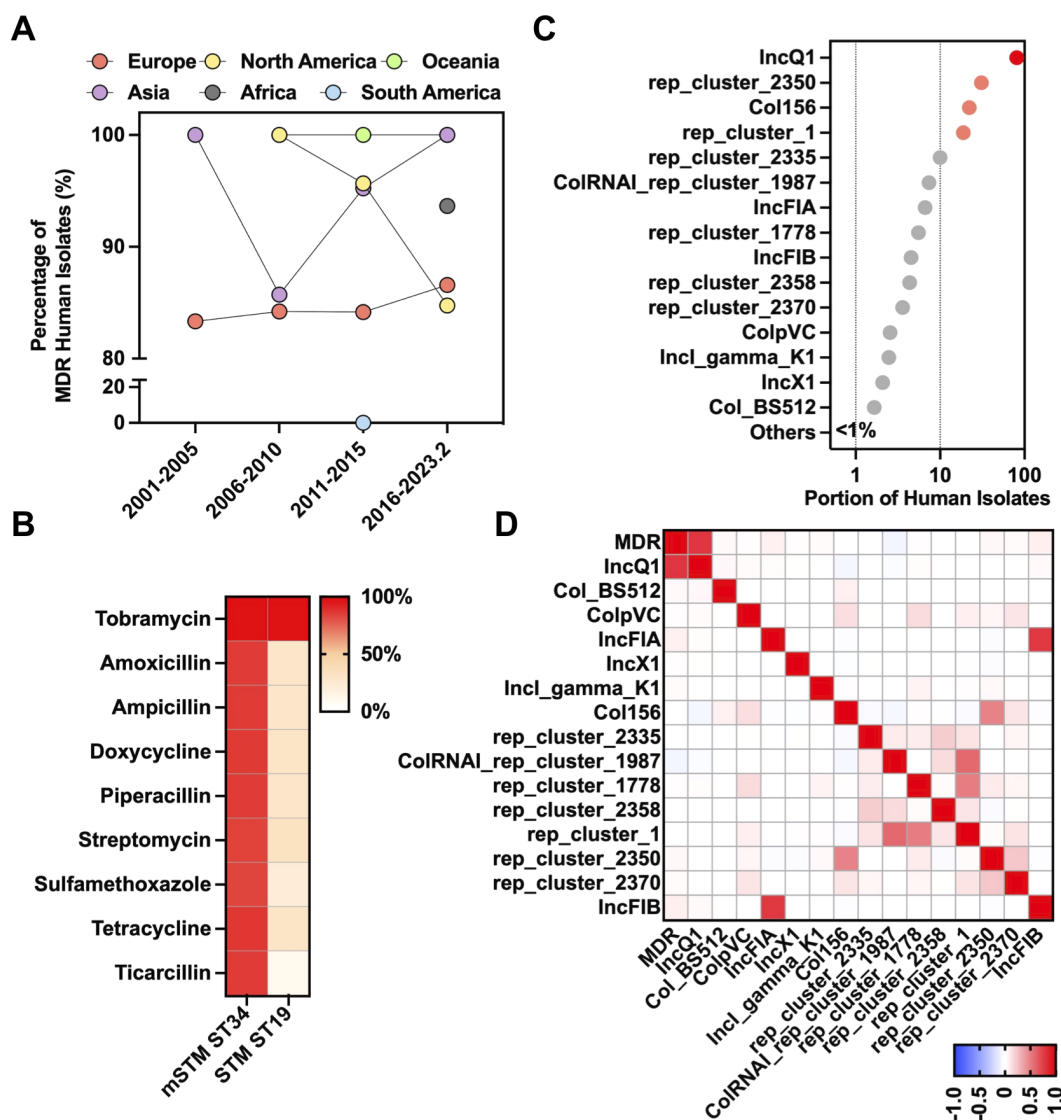 A
Europe North America Oceania
Asia Africa South America
Percentage of
MDR Human Isolates (%)
100
90
80
20
0
2001-2005
2006-2010
2011-2015
2016-2023.2
B
Tobramycin
Amoxicillin
Ampicillin
Doxycycline
Piperacillin
Streptomycin
Sulfamethoxazole
Tetracycline
Ticarcillin
100%
50%
0%
mSTM ST34
STM ST19
C
IncQ1
rep_cluster_2350
Col156
rep_cluster_1
rep_cluster_2335
ColRNAI_rep_cluster_1987
IncFIA
rep_cluster_1778
IncFIB
rep_cluster_2358
rep_cluster_2370
ColpVC
IncI_gamma_K1
IncX1
Col_BS512
Others
<1%
1 10 100
Portion of Human Isolates
D
MDR
IncQ1
Col_BS512
ColpVC
IncFIA
IncX1
IncI_gamma_K1
Col156
rep_cluster_2335
ColRNAI_rep_cluster_1987
rep_cluster_1778
rep_cluster_2358
rep_cluster_1
rep_cluster_2350
rep_cluster_2370
IncFIB
MDR
IncQ1
Col_BS512
ColpVC
IncFIA
IncX1
IncI_gamma_K1
Col156
rep_cluster_2335
ColRNAI_rep_cluster_1987
rep_cluster_1778
rep_cluster_2358
rep_cluster_1
rep_cluster_2350
rep_cluster_2370
IncFIB
-1.0
-0.5
0
0.5
1.0